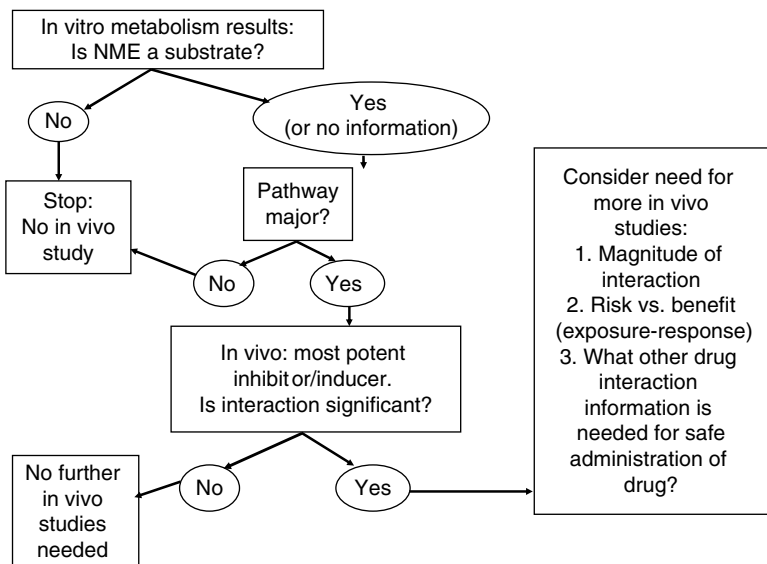 In vitro metabolism results:
Is NME a substrate?
No
Yes
(or no information)
Stop:
No in vivo
study
Pathway
major?
No
Yes
In vivo: most potent
inhibitor/inducer.
Is interaction significant?
No further
in vivo
studies
needed
No
Yes
Consider need for
more in vivo
studies:
1. Magnitude of
interaction
2. Risk vs. benefit
(exposure-response)
3. What other drug
interaction
information is
needed for safe
administration of
drug?